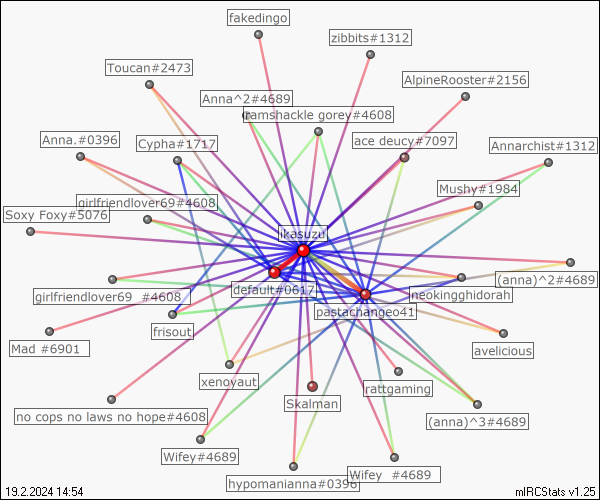 fakedingo
zibbits#1312
Toucan#2473
AlpineRooster#2156
Anna^2#4689
ramshackle gorey#4608
Anna.#0396
Cypha#1717
ace deucy#7097
Annarchist#1312
Mushy#1984
girlfriendlover69#4608
Soxy Foxy#5076
ikasuzu
(anna)^2#4689
default#0617
girlfriendlover69_#4608
neokingghidorah
pastachangeo41
frisout
Mad #6901
avelicious
xenoyaut
rattgaming
Skalman
no cops no laws no hope#4608
(anna)^3#4689
Wifey#4689
Wifey #4689
hypomanianna#0396
19.2.2024 14:54
mIRCStats v1.25